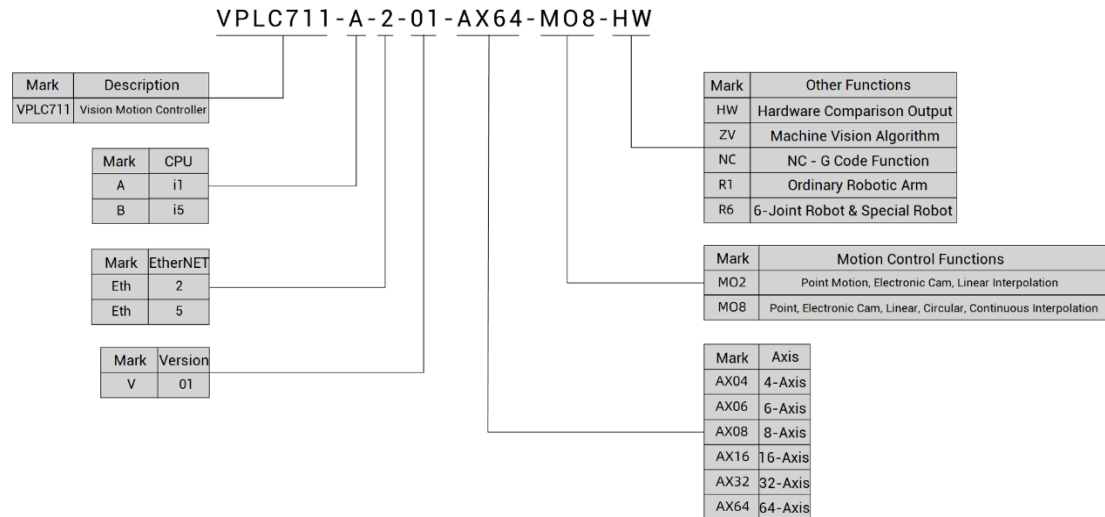 VPLC711-A-2-01-AX64-MO8-HW
Mark Description
VPLC711 Vision Motion Controller
Mark CPU
A i1
B i5
Mark EtherNET
Eth 2
Eth 5
Mark Version
V 01
Mark Other Functions
HW Hardware Comparison Output
ZV Machine Vision Algorithm
NC NC - G Code Function
R1 Ordinary Robotic Arm
R6 6-Joint Robot & Special Robot
Mark Motion Control Functions
MO2 Point Motion, Electronic Cam, Linear Interpolation
MO8 Point, Electronic Cam, Linear, Circular, Continuous Interpolation
Mark Axis
AX04 4-Axis
AX06 6-Axis
AX08 8-Axis
AX16 16-Axis
AX32 32-Axis
AX64 64-Axis